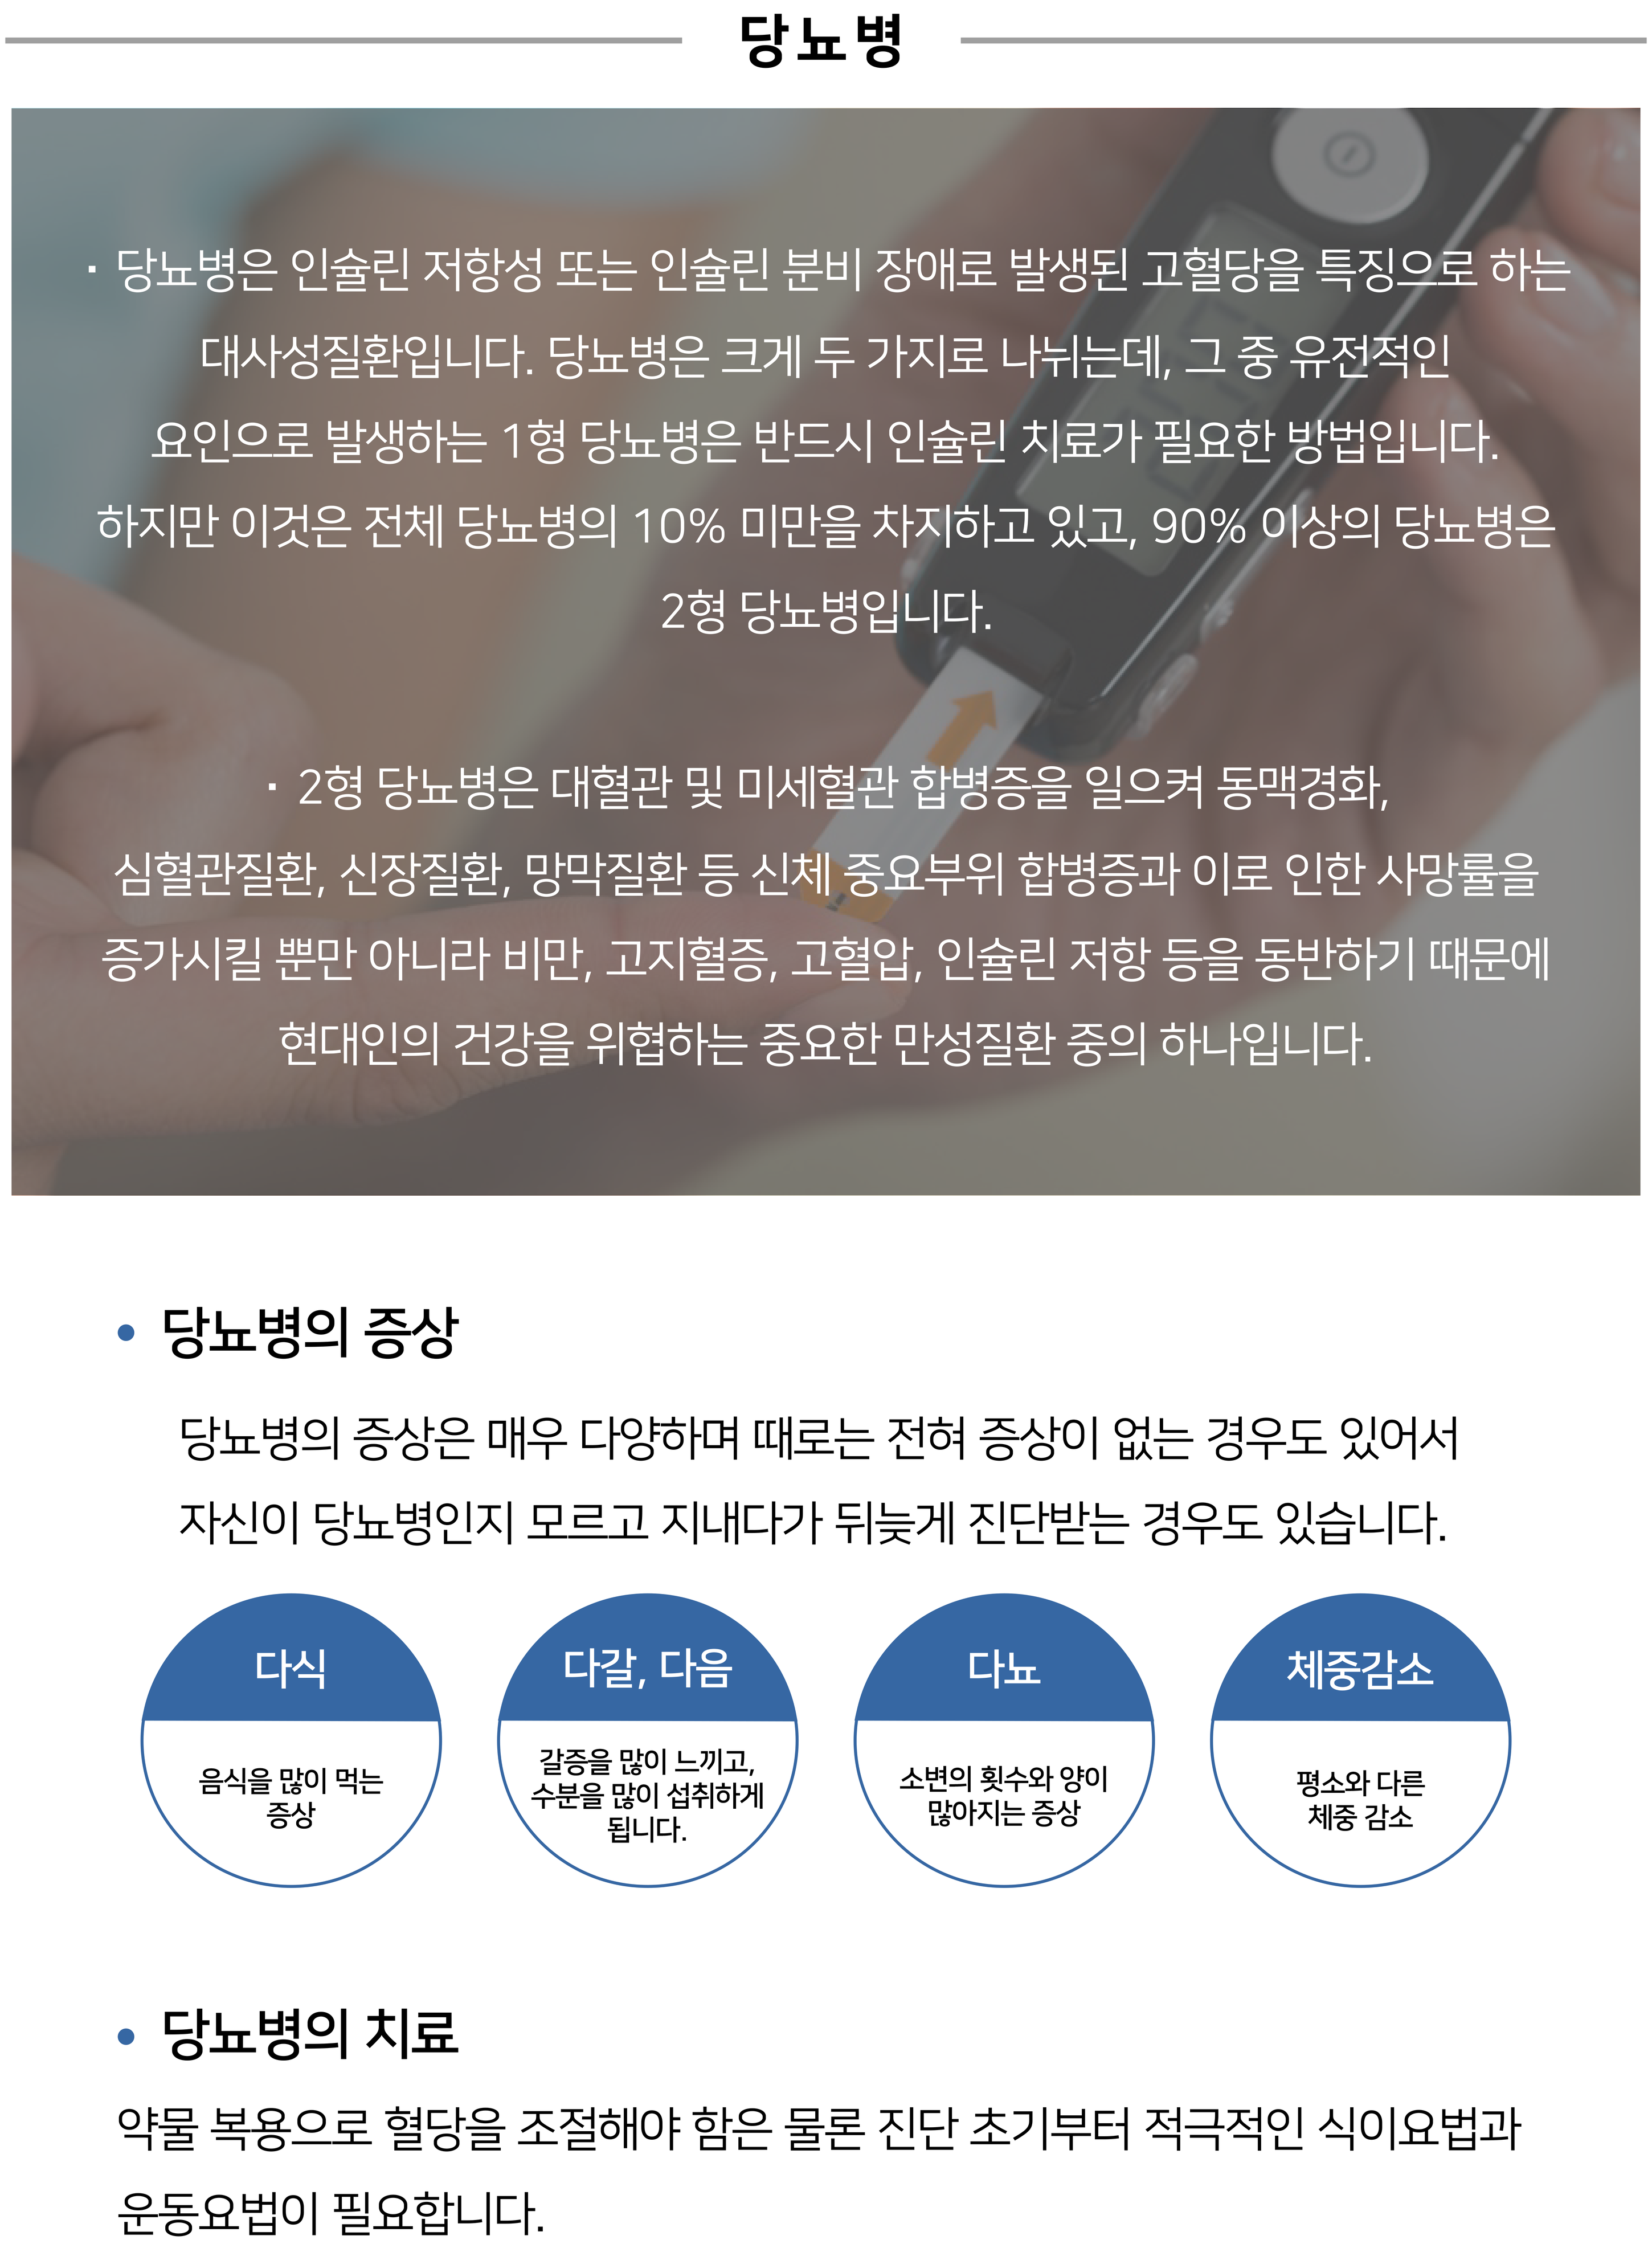 당뇨병
· 당뇨병은 인슐린 저항성 또는 인슐린 분비 장애로 발생된 고혈당을 특징으로 하는
대사성질환입니다. 당뇨병은 크게 두 가지로 나뉘는데, 그 중 유전적인
요인으로 발생하는 1형 당뇨병은 반드시 인슐린 치료가 필요한 방법입니다.
하지만 이것은 전체 당뇨병의 10% 미만을 차지하고 있고, 90% 이상의 당뇨병은
2형 당뇨병입니다.
· 2형 당뇨병은 대혈관 및 미세혈관 합병증을 일으켜 동맥경화,
심혈관질환, 신장질환, 망막질환 등 신체 중요부위 합병증과 이로 인한 사망률을
증가시킬 뿐만 아니라 비만, 고지혈증, 고혈압, 인슐린 저항 등을 동반하기 때문에
현대인의 건강을 위협하는 중요한 만성질환 중의 하나입니다.
• 당뇨병의 증상
당뇨병의 증상은 매우 다양하며 때로는 전혀 증상이 없는 경우도 있어서
자신이 당뇨병인지 모르고 지내다가 뒤늦게 진단받는 경우도 있습니다.
다식
음식을 많이 먹는
증상
다갈, 다음
갈증을 많이 느끼고,
수분을 많이 섭취하게
됩니다.
다뇨
소변의 횟수와 양이
많아지는 증상
체중감소
평소와 다른
체중 감소
• 당뇨병의 치료
약물 복용으로 혈당을 조절해야 함은 물론 진단 초기부터 적극적인 식이요법과
운동요법이 필요합니다.